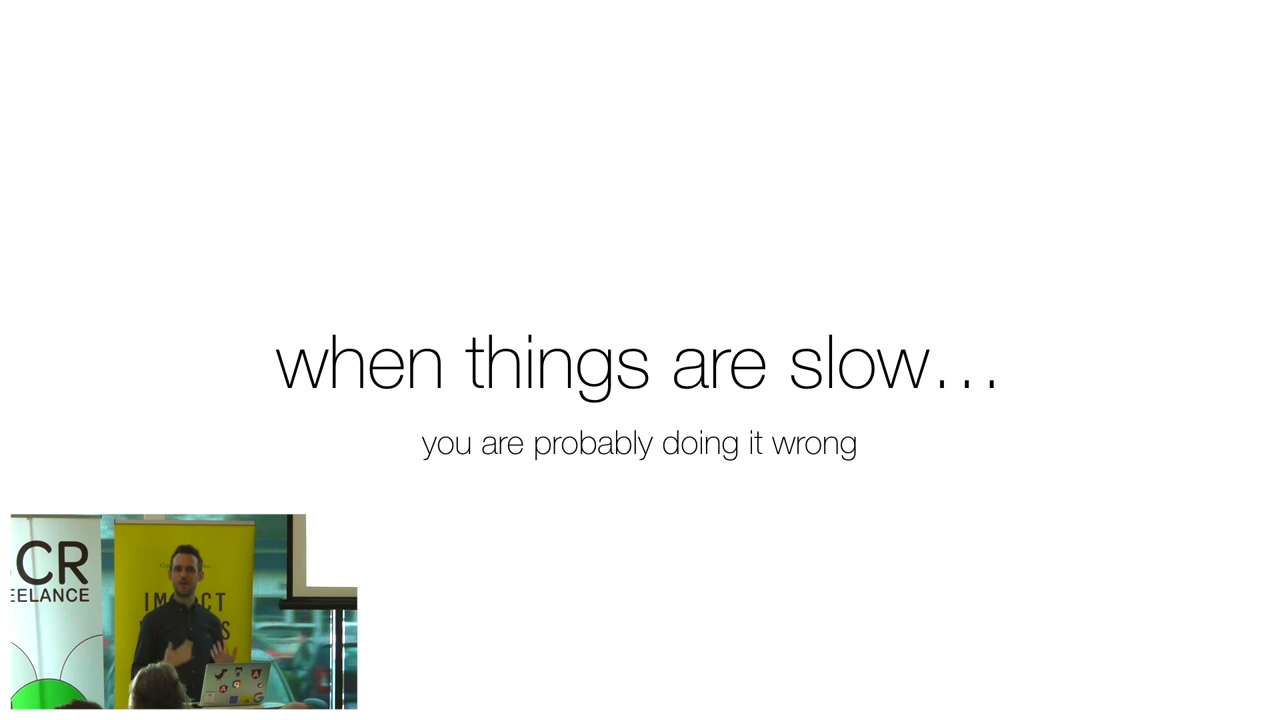 when things are slow…
you are probably doing it wrong
CR
EELANCE